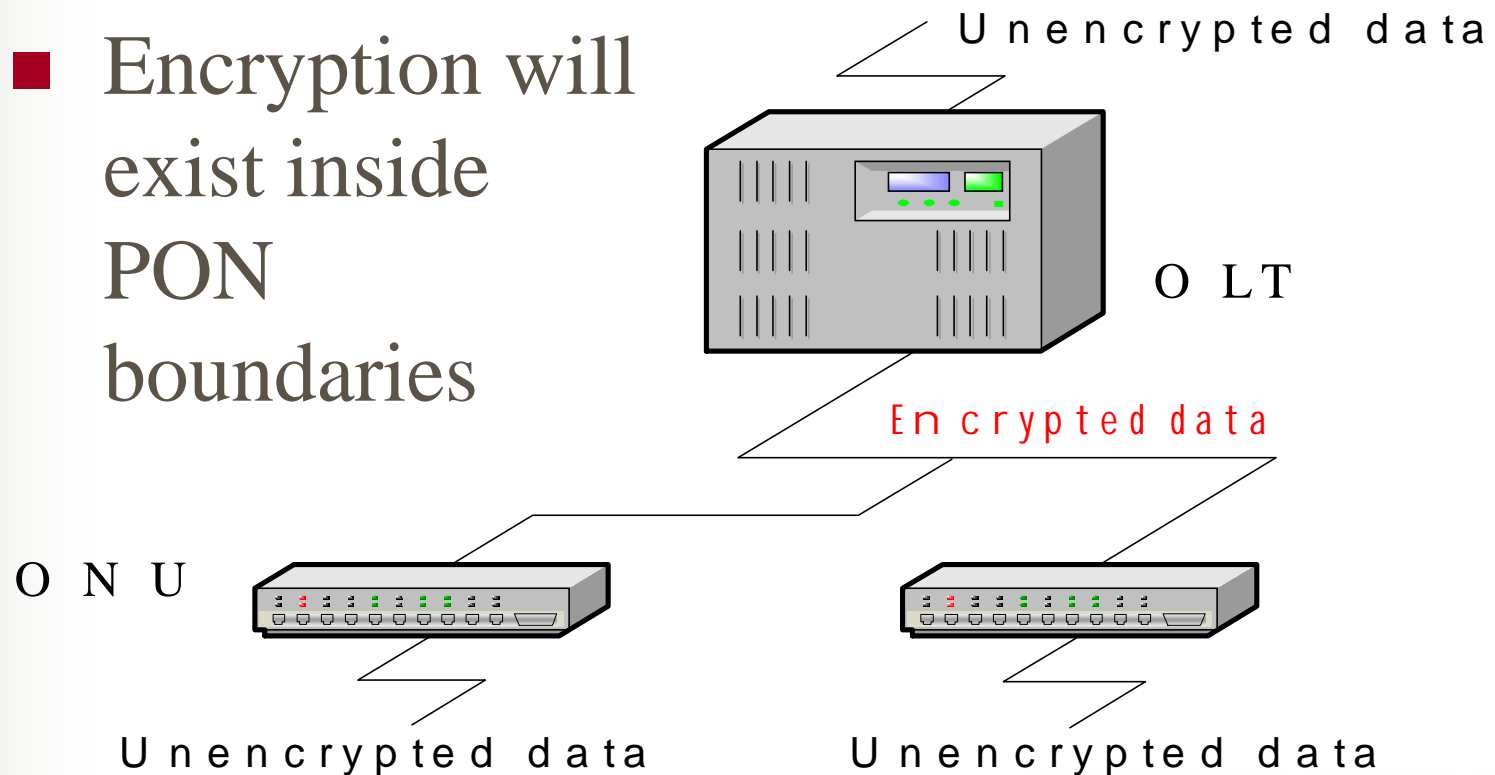 Unencrypted data
Encryption will
exist inside
PON
boundaries
OLT
Encrypted data
ONU
Unencrypted data
Unencrypted data